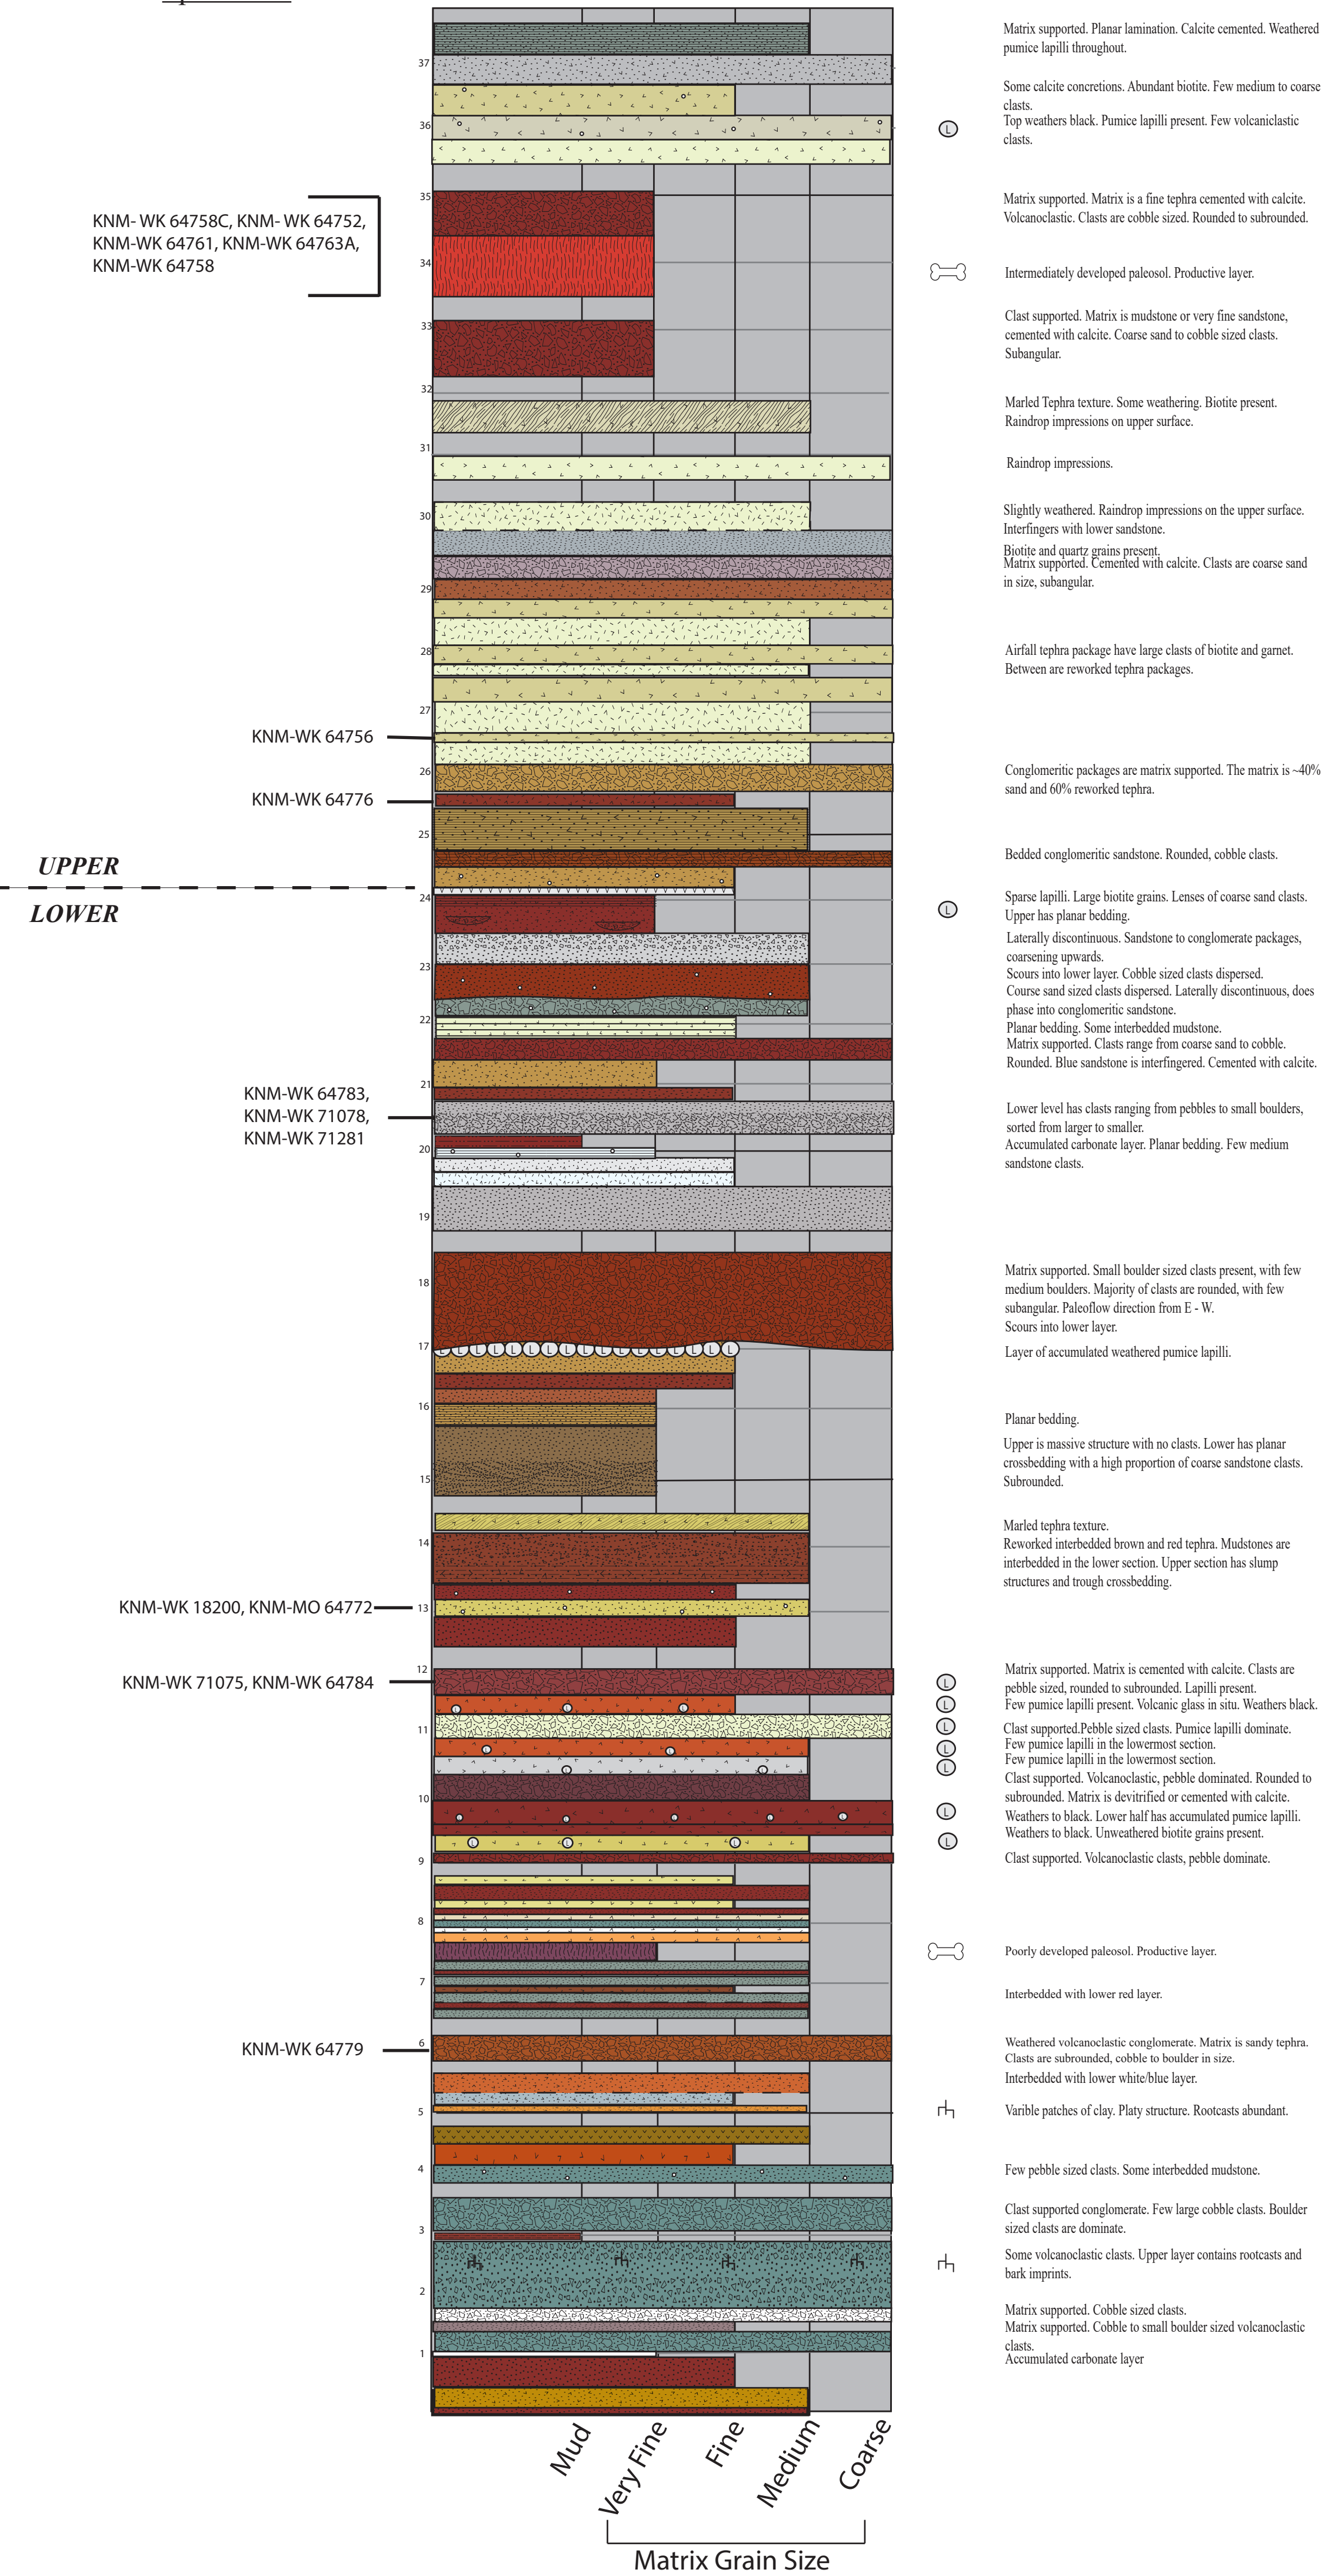 Matrix supported. Planar lamination. Calcite cemented. Weathered
pumice lapilli throughout.
37
Some calcite concretions. Abundant biotite. Few medium to coarse
clasts.
36
L
Top weathers black. Pumice lapilli present. Few volcaniclastic
clasts.
35
KNM- WK 64758C, KNM- WK 64752,
KNM-WK 64761, KNM-WK 64763A,
KNM-WK 64758
Matrix supported. Matrix is a fine tephra cemented with calcite.
Volcanoclastic. Clasts are cobble sized. Rounded to subrounded.
34
Intermediately developed paleosol. Productive layer.
33
Clast supported. Matrix is mudstone or very fine sandstone,
cemented with calcite. Coarse sand to cobble sized clasts.
Subangular.
32
Marled Tephra texture. Some weathering. Biotite present.
Raindrop impressions on upper surface.
31
Raindrop impressions.
30
Slightly weathered. Raindrop impressions on the upper surface.
Interfingers with lower sandstone.
Biotite and quartz grains present.
Matrix supported. Cemented with calcite. Clasts are coarse sand
in size, subangular.
29
28
Airfall tephra package have large clasts of biotite and garnet.
Between are reworked tephra packages.
27
KNM-WK 64756
26
Conglomeritic packages are matrix supported. The matrix is ~40%
sand and 60% reworked tephra.
KNM-WK 64776
25
Bedded conglomeritic sandstone. Rounded, cobble clasts.
UPPER
LOWER
24
L
Sparse lapilli. Large biotite grains. Lenses of coarse sand clasts.
Upper has planar bedding.
Laterally discontinuous. Sandstone to conglomerate packages,
coarsening upwards.
23
Scours into lower layer. Cobble sized clasts dispersed.
Course sand sized clasts dispersed. Laterally discontinuous, does
phase into conglomeritic sandstone.
22
Planar bedding. Some interbedded mudstone.
Matrix supported. Clasts range from coarse sand to cobble.
Rounded. Blue sandstone is interfingered. Cemented with calcite.
21
KNM-WK 64783,
KNM-WK 71078,
KNM-WK 71281
Lower level has clasts ranging from pebbles to small boulders,
sorted from larger to smaller.
20
Accumulated carbonate layer. Planar bedding. Few medium
sandstone clasts.
19
18
Matrix supported. Small boulder sized clasts present, with few
medium boulders. Majority of clasts are rounded, with few
subangular. Paleoflow direction from E - W.
Scours into lower layer.
17
L L L L L L L L L L L L L L L L L
Layer of accumulated weathered pumice lapilli.
16
Planar bedding.
Upper is massive structure with no clasts. Lower has planar
crossbedding with a high proportion of coarse sandstone clasts.
Subrounded.
15
Marled tephra texture.
14
Reworked interbedded brown and red tephra. Mudstones are
interbedded in the lower section. Upper section has slump
structures and trough crossbedding.
KNM-WK 18200, KNM-MO 64772
13
12
KNM-WK 71075, KNM-WK 64784
L
Matrix supported. Matrix is cemented with calcite. Clasts are
pebble sized, rounded to subrounded. Lapilli present.
L L L
L
Few pumice lapilli present. Volcanic glass in situ. Weathers black.
11
L
Clast supported.Pebble sized clasts. Pumice lapilli dominate.
L L
L
Few pumice lapilli in the lowermost section.
L L
L
Few pumice lapilli in the lowermost section.
Clast supported. Volcanoclastic, pebble dominated. Rounded to
subrounded. Matrix is devitrified or cemented with calcite.
10
L L L L L
L
Weathers to black. Lower half has accumulated pumice lapilli.
L L L
L
Weathers to black. Unweathered biotite grains present.
9
Clast supported. Volcanoclastic clasts, pebble dominate.
8
Poorly developed paleosol. Productive layer.
7
Interbedded with lower red layer.
6
KNM-WK 64779
Weathered volcanoclastic conglomerate. Matrix is sandy tephra.
Clasts are subrounded, cobble to boulder in size.
Interbedded with lower white/blue layer.
5
Varible patches of clay. Platy structure. Rootcasts abundant.
4
Few pebble sized clasts. Some interbedded mudstone.
3
Clast supported conglomerate. Few large cobble clasts. Boulder
sized clasts are dominate.
Some volcanoclastic clasts. Upper layer contains rootcasts and
bark imprints.
2
Matrix supported. Cobble sized clasts.
Matrix supported. Cobble to small boulder sized volcanoclastic
clasts.
1
Accumulated carbonate layer
Mud
Very Fine
Fine
Medium
Coarse
Matrix Grain Size